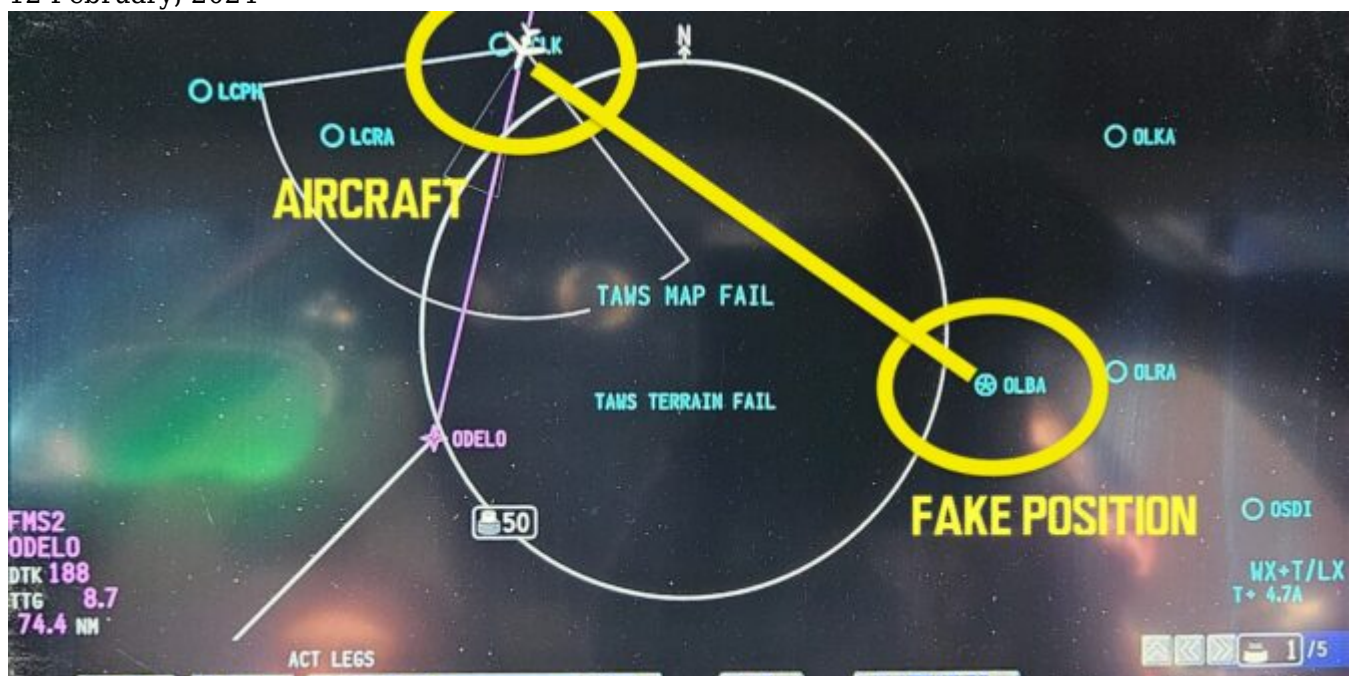 12 February, 2024
N
LCLK
LCPH
LCRA
OLKA
AIRCRAFT
TAWS MAP FAIL
OLBA
OLRA
TAWS TERRAIN FAIL
ODELO
50
FAKE POSITION
OSDI
FMS2
ODELO
DTK 188
TTG 8.7
74.4 NM
WX+T/LX
T+ 4.7A
ACT LEGS
1 /5